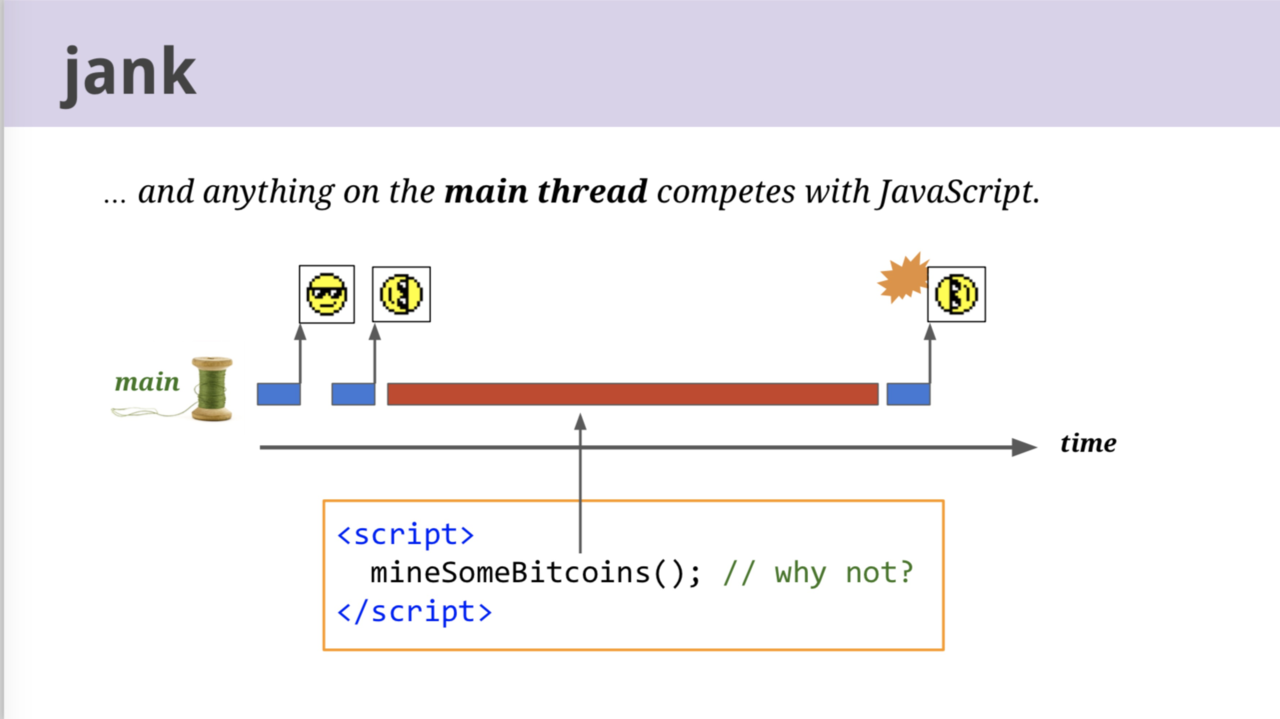 jank
… and anything on the main thread competes with JavaScript.
main
time
<script>
mineSomeBitcoins(); // why not?
</script>